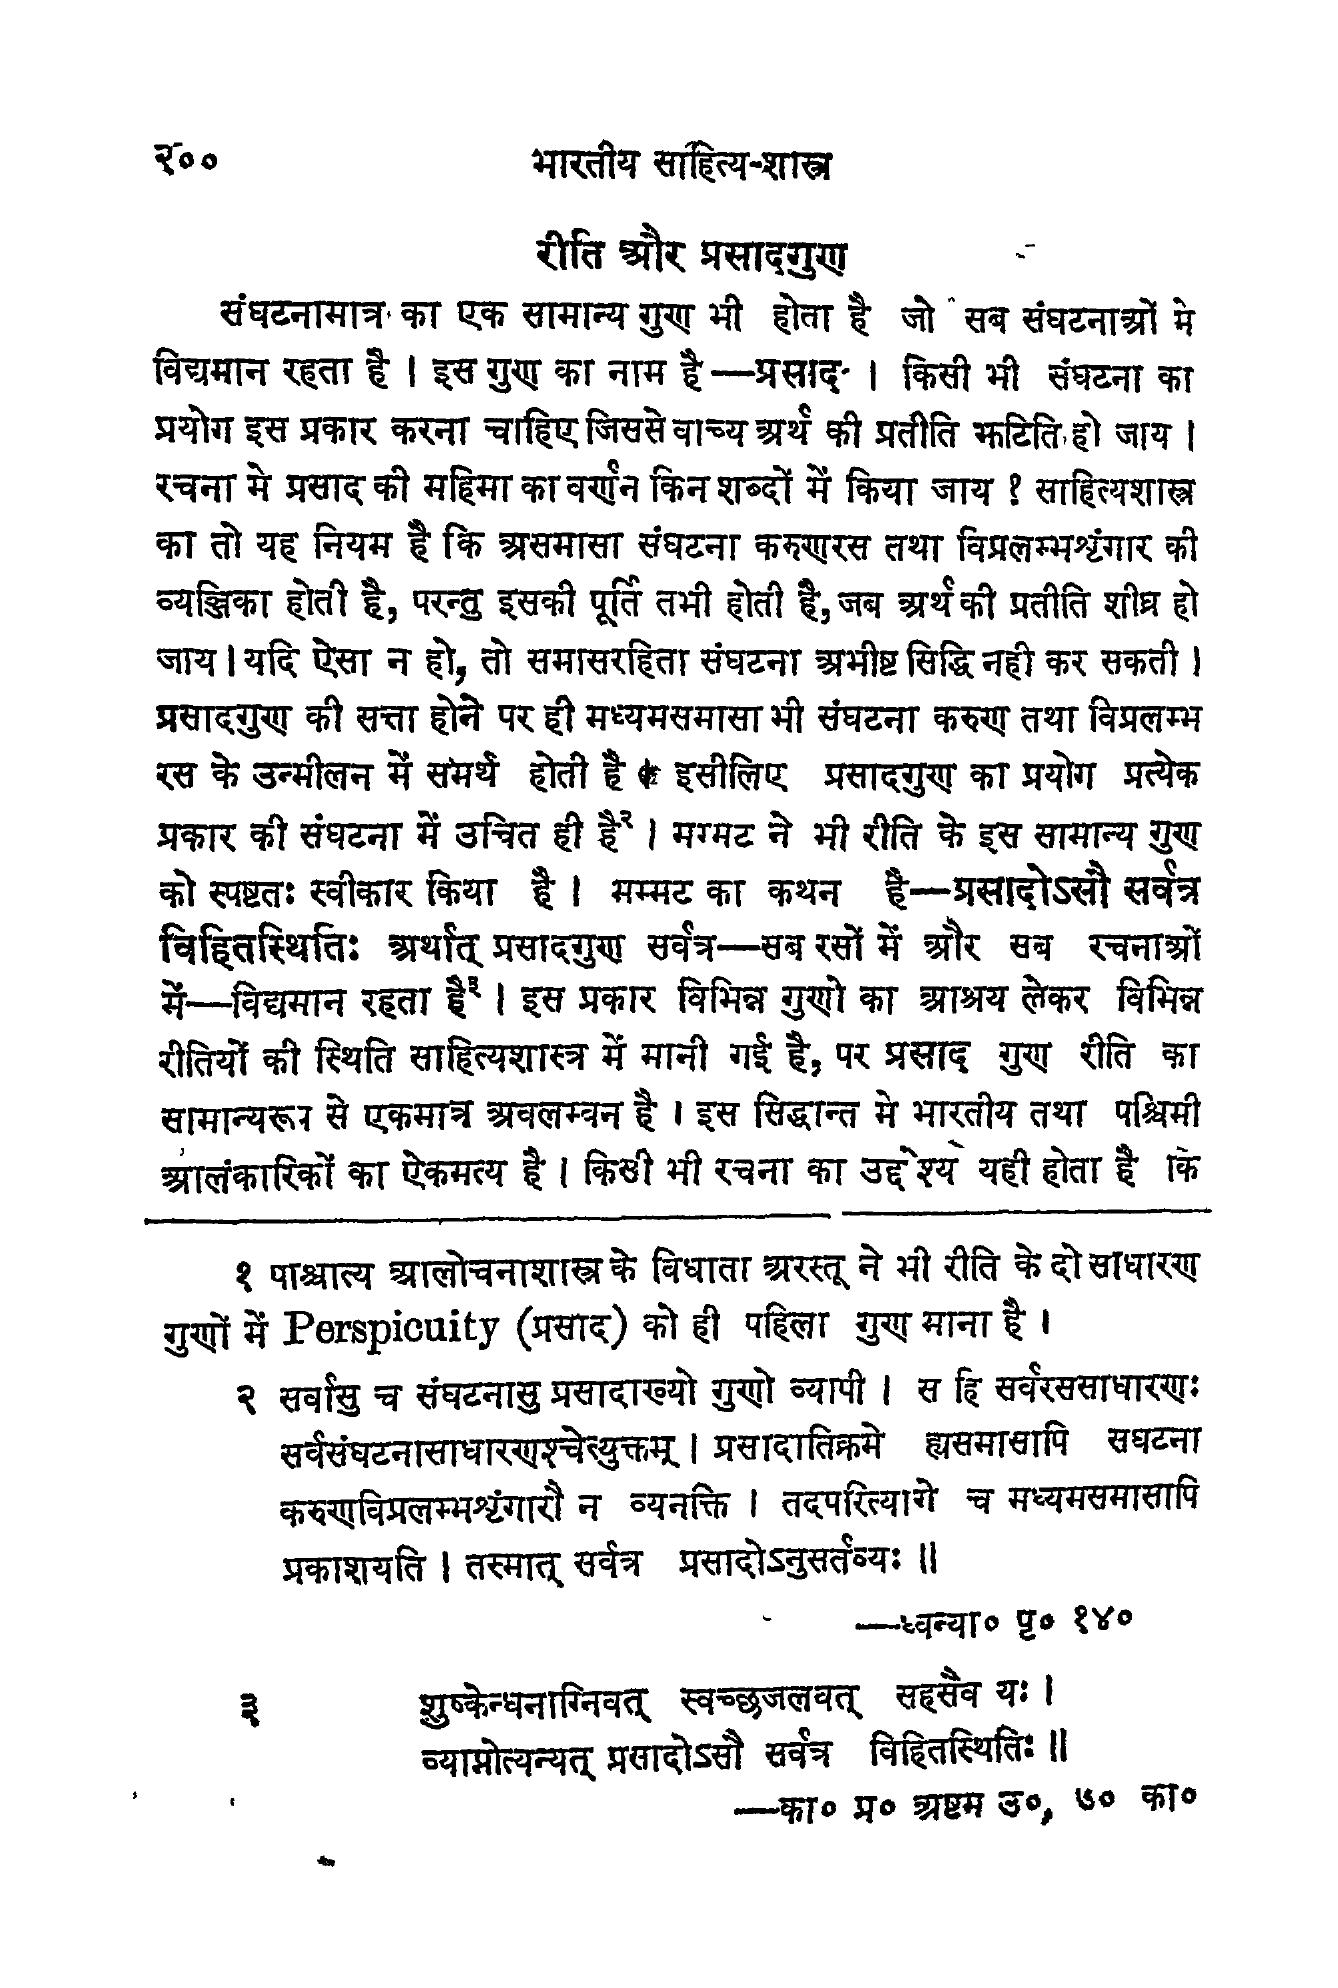 २००
भारतीय साहित्य-शास्त्र
रीति और प्रसादगुण
संघटनामात्र का एक सामान्य गुण भी होता है जो सब संघटनाओं मे
विद्यमान रहता है । इस गुण का नाम है—प्रसाद । किसी भी संघटना का
प्रयोग इस प्रकार करना चाहिए जिससे वाच्य अर्थ की प्रतीति झटिति हो जाय ।
रचना मे प्रसाद की महिमा का वर्णन किन शब्दों में किया जाय ? साहित्यशास्त्र
का तो यह नियम है कि असमासा संघटना करुणरस तथा विप्रलम्भशृंगार की
व्यञ्जिका होती है, परन्तु इसकी पूर्ति तभी होती है, जब अर्थ की प्रतीति शीघ्र हो
जाय । यदि ऐसा न हो, तो समासरहिता संघटना अभीष्ट सिद्धि नही कर सकती ।
प्रसादगुण की सत्ता होने पर ही मध्यमसमासा भी संघटना करुण तथा विप्रलम्भ
रस के उन्मीलन में समर्थ होती है । इसीलिए प्रसादगुण का प्रयोग प्रत्येक
प्रकार की संघटना में उचित ही है२ । मम्मट ने भी रीति के इस सामान्य गुण
को स्पष्टतः स्वीकार किया है । मम्मट का कथन है—प्रसादोऽसौ सर्वत्र
विहितस्थितिः अर्थात् प्रसादगुण सर्वत्र—सब रसों में और सब रचनाओं
में—विद्यमान रहता है३ । इस प्रकार विभिन्न गुणो का आश्रय लेकर विभिन्न
रीतियों की स्थिति साहित्यशास्त्र में मानी गई है, पर प्रसाद गुण रीति का
सामान्यरूप से एकमात्र अवलम्बन है । इस सिद्धान्त मे भारतीय तथा पश्चिमी
आलंकारिकों का ऐकमत्य है । किसी भी रचना का उद्देश्य यही होता है कि
१ पाश्चात्य आलोचनाशास्त्र के विधाता अरस्तू ने भी रीति के दो साधारण
गुणों में Perspicuity (प्रसाद) को ही पहिला गुण माना है ।
२ सर्वासु च संघटनासु प्रसादाख्यो गुणो व्यापी । स हि सर्वरससाधारणः
सर्वसंघटनासाधारणश्चेत्युक्तम् । प्रसादातिक्रमे ह्यसमासापि सघटना
करुणविप्रलम्भशृंगारौ न व्यनक्ति । तदपरित्यागे च मध्यमसमासापि
प्रकाशयति । तस्मात् सर्वत्र प्रसादोऽनुसर्तव्यः ॥
—ध्वन्या० पृ० १४०
३ शुष्केन्धनाग्निवत् स्वच्छजलवत् सहसैव यः ।
व्याप्नोत्यन्यत् प्रसादोऽसौ सर्वत्र विहितस्थितिः ॥
—का० प्र० अष्टम उ०, ७० का०